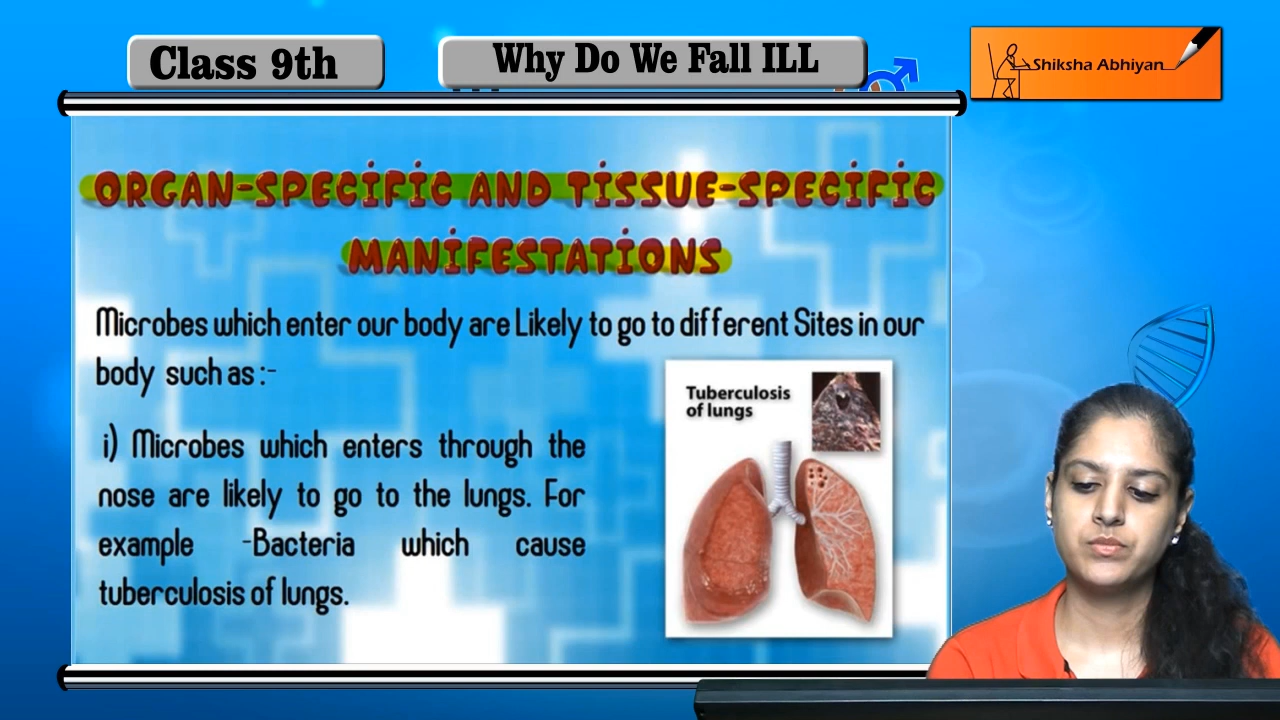 Class 9th
Why Do We Fall ILL
Shiksha Abhiyan
ORGAN-SPECIFIC AND TISSUE-SPECIFIC
MANIFESTATIONS
Microbes which enter our body are Likely to go to different Sites in our
body such as :-
i) Microbes which enters through the
nose are likely to go to the lungs. For
example -Bacteria which cause
tuberculosis of lungs.
Tuberculosis
of lungs